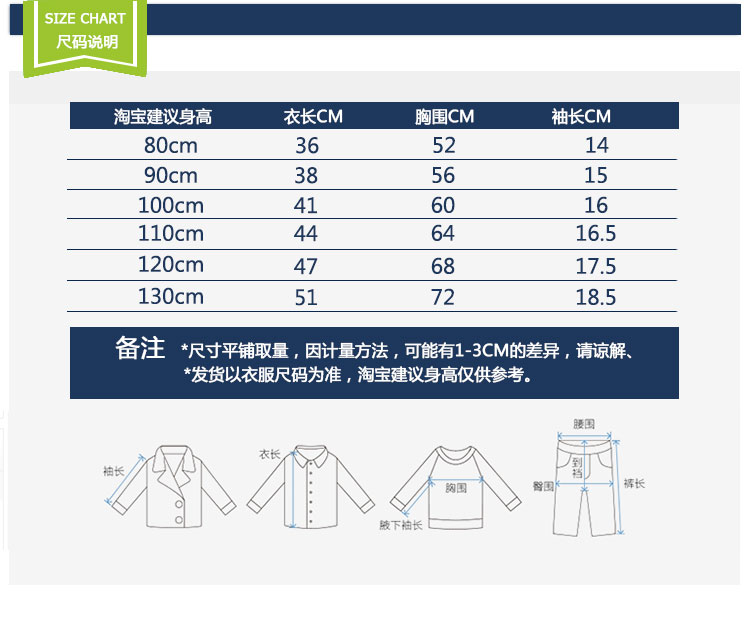 SIZE CHART
尺码说明
淘宝建议身高 衣长CM 胸围CM 袖长CM
80cm 36 52 14
90cm 38 56 15
100cm 41 60 16
110cm 44 64 16.5
120cm 47 68 17.5
130cm 51 72 18.5
备注 *尺寸平铺取量，因计量方法，可能有1-3CM的差异，请谅解、
*发货以衣服尺码为准，淘宝建议身高仅供参考。
袖长
衣长
胸围
腋下袖长
腰围
到裆
臀围
裤长